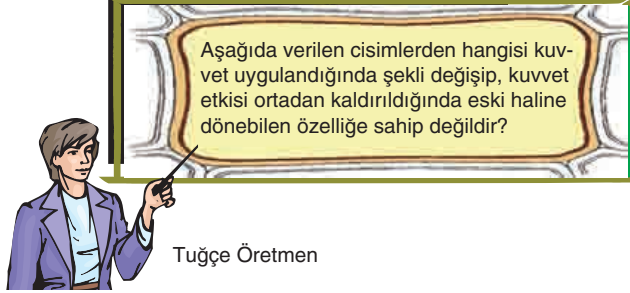 Aşağıda verilen cisimlerden hangisi kuv-
vet uygulandığında şekli değişip, kuvvet
etkisi ortadan kaldırıldığında eski haline
dönebilen özelliğe sahip değildir?
Tuğçe Öretmen